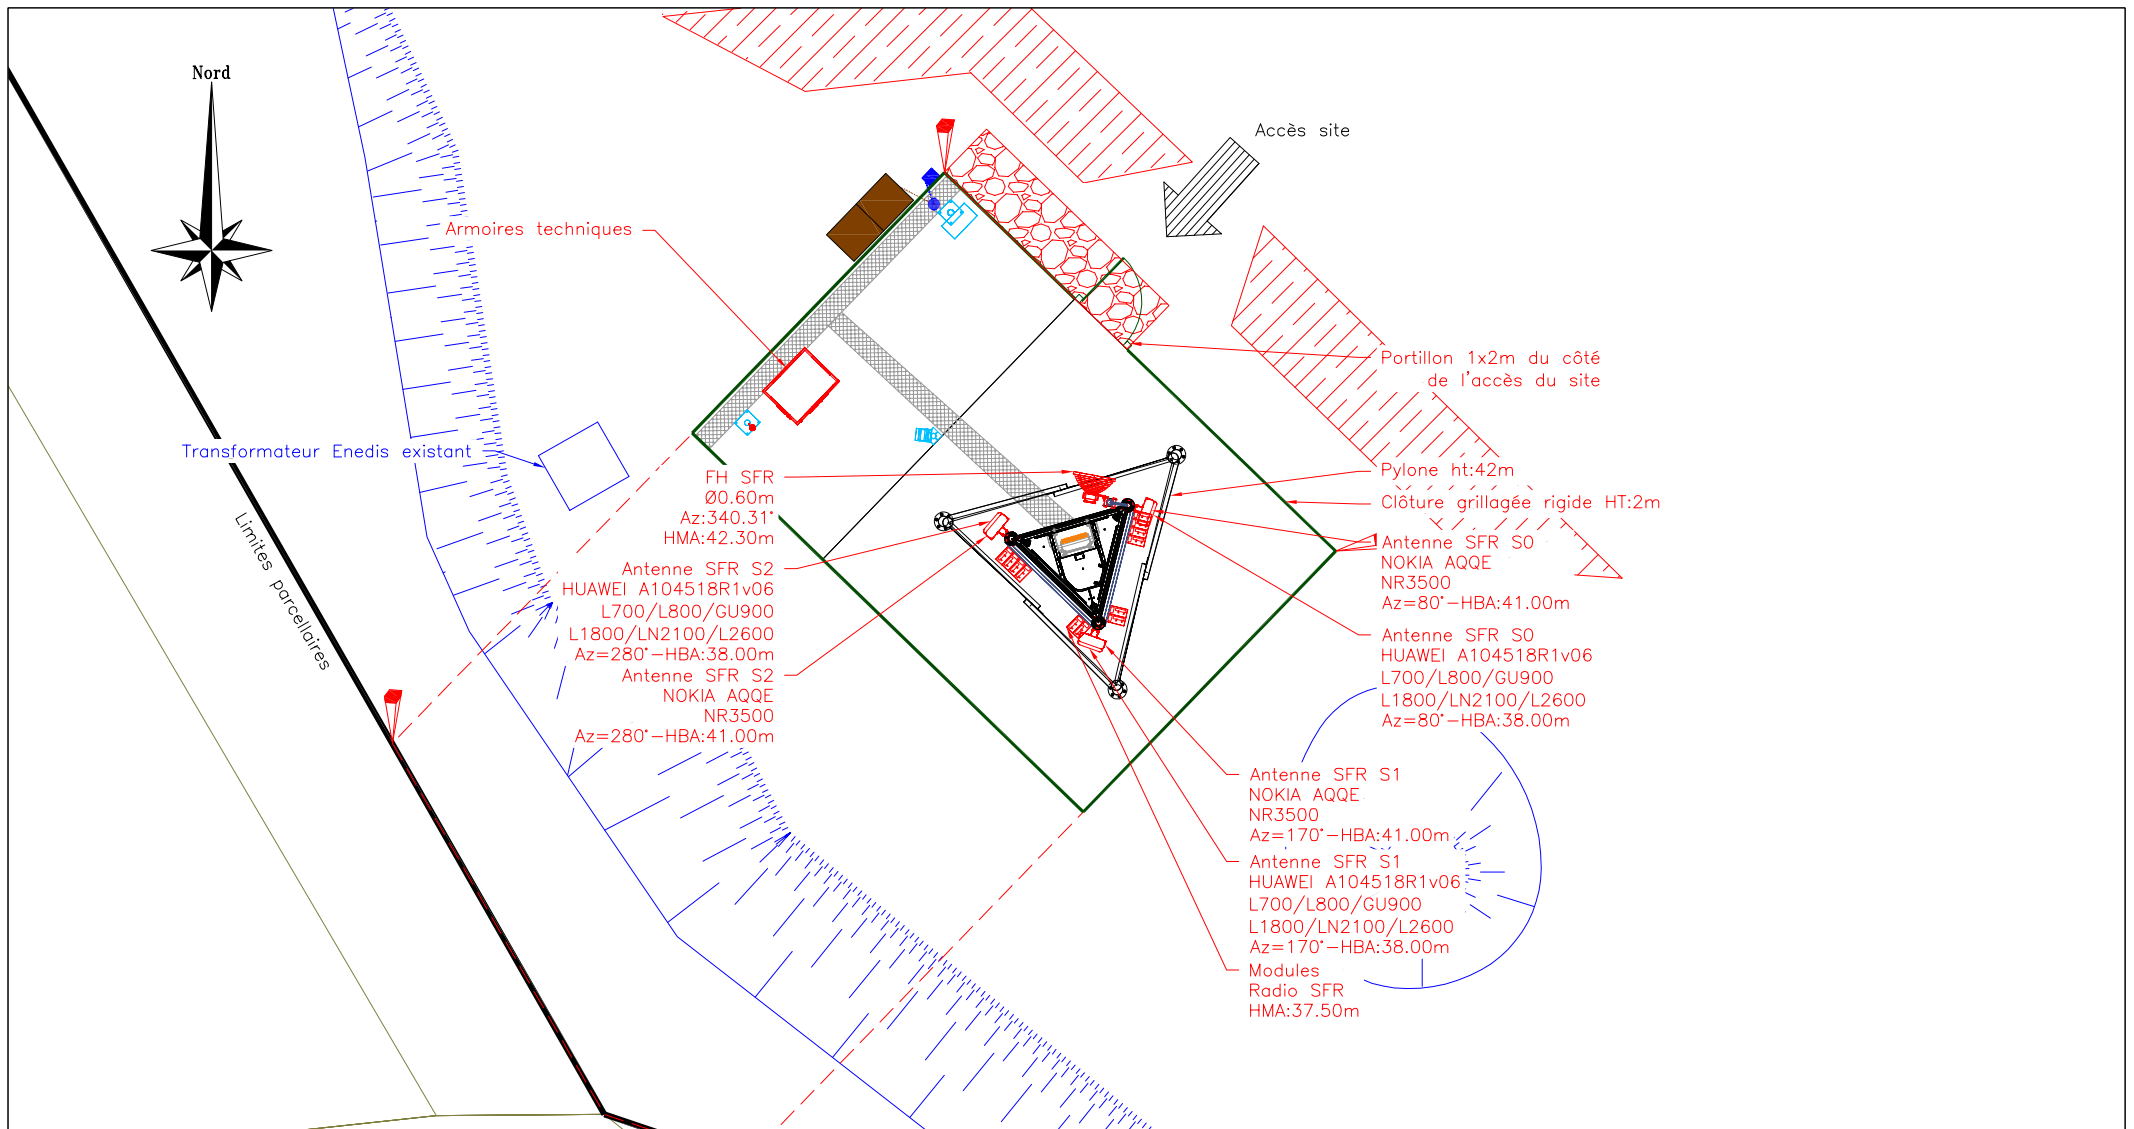 Nord
Accès site
Armoires techniques
Portillon 1x2m du côté
de l'accès du site
Transformateur Enedis existant
Limites parcellaires
FH SFR
Ø0.60m
Az:340.31°
HMA:42.30m
Pylone ht:42m
Clôture grillagée rigide HT:2m
Antenne SFR S0
NOKIA AQQE
NR3500
Az=80°-HBA:41.00m
Antenne SFR S2
HUAWEI A104518R1v06
L700/L800/GU900
L1800/LN2100/L2600
Az=280°-HBA:38.00m
Antenne SFR S0
HUAWEI A104518R1v06
L700/L800/GU900
L1800/LN2100/L2600
Az=80°-HBA:38.00m
Antenne SFR S2
NOKIA AQQE
NR3500
Az=280°-HBA:41.00m
Antenne SFR S1
NOKIA AQQE
NR3500
Az=170°-HBA:41.00m
Antenne SFR S1
HUAWEI A104518R1v06
L700/L800/GU900
L1800/LN2100/L2600
Az=170°-HBA:38.00m
Modules
Radio SFR
HMA:37.50m